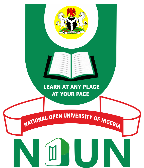 LEARN AT ANY PLACE
AT YOUR PACE
NATIONAL OPEN UNIVERSITY OF NIGERIA
NOUN